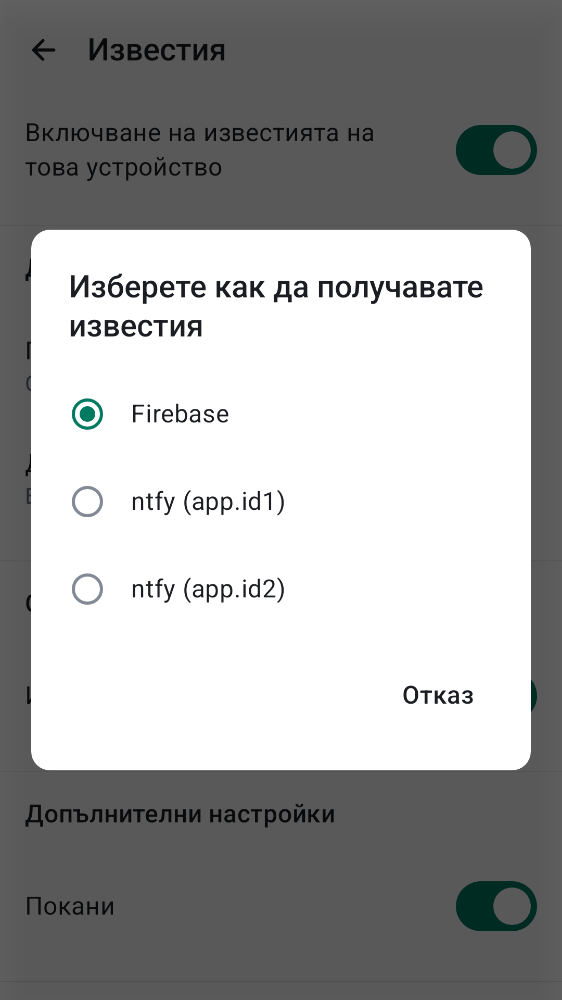 Известия
Включване на известията на
това устройство
Изберете как да получавате
известия
Firebase
ntfy (app.id1)
ntfy (app.id2)
Отказ
Допълнителни настройки
Покани